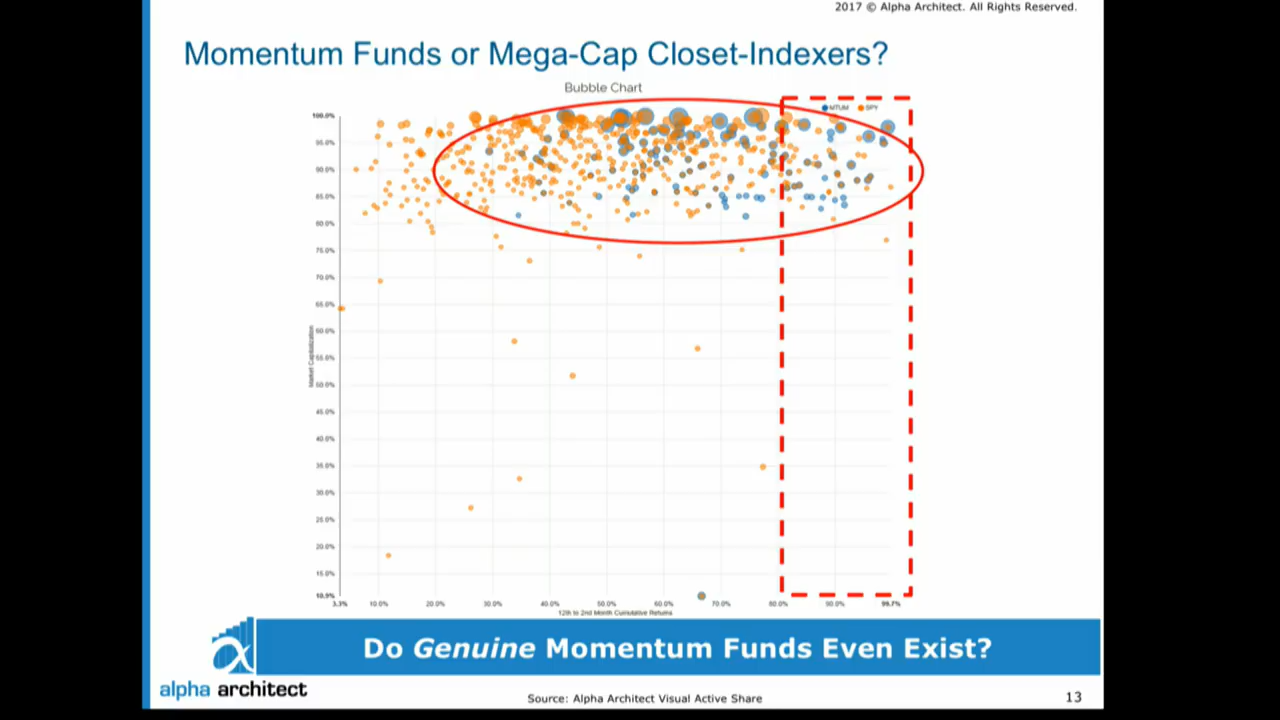 2017 © Alpha Architect. All Rights Reserved.
Momentum Funds or Mega-Cap Closet-Indexers?
Bubble Chart
MTUM SPY
100.0%
95.0%
90.0%
85.0%
80.0%
75.0%
70.0%
65.0%
60.0%
55.0%
50.0%
45.0%
40.0%
35.0%
30.0%
25.0%
20.0%
15.0%
10.9%
Market Capitalization
3.3% 10.0% 20.0% 30.0% 40.0% 50.0% 60.0% 70.0% 80.0% 90.0% 99.7%
12th to 2nd Month Cumulative Returns
Do Genuine Momentum Funds Even Exist?
alpha architect
Source: Alpha Architect Visual Active Share
13